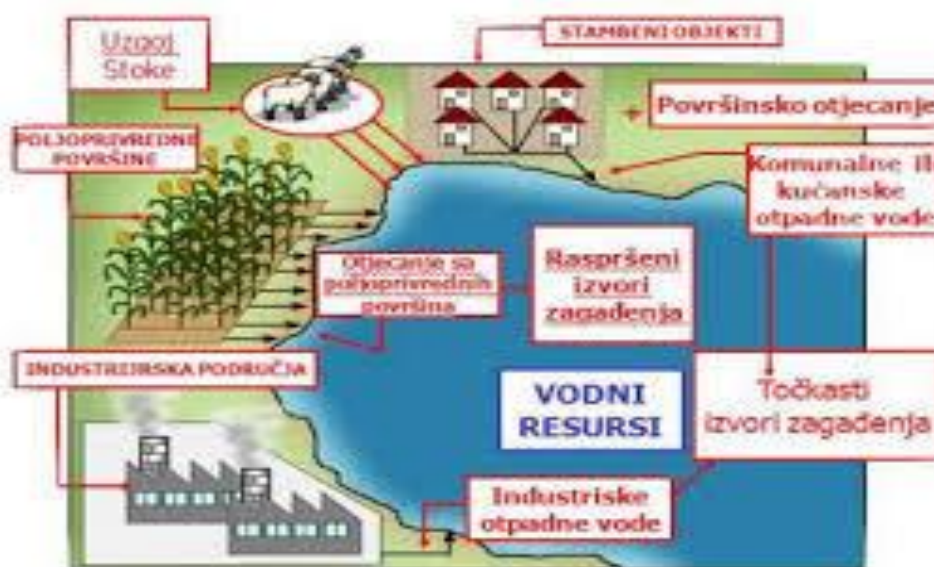 Uzgoj
Stoke
STAMBENI OBJEKTI
+ Površinsko otjecanje
POLJOPRIVREDNE
POVRŠINE
Komunalne ili
kućanske
otpadne vode
Otjecanje sa
poljoprivrednih
površina
Raspršeni
izvori
zagađenja
INDUSTRIJRSKA PODRUČJA
VODNI
RESURSI
Točkasti
izvori zagađenja
Industriske
otpadne vode